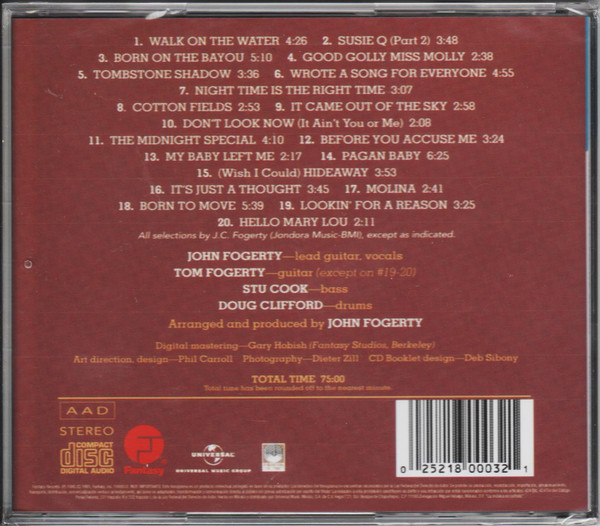 1. WALK ON THE WATER 4:26 2. SUSIE Q (Part 2) 3:48
3. BORN ON THE BAYOU 5:10 4. GOOD GOLLY MISS MOLLY 2:38
5. TOMBSTONE SHADOW 3:36 6. WROTE A SONG FOR EVERYONE 4:55
7. NIGHT TIME IS THE RIGHT TIME 3:07
8. COTTON FIELDS 2:53 9. IT CAME OUT OF THE SKY 2:58
10. DON'T LOOK NOW (It Ain't You or Me) 2:08
11. THE MIDNIGHT SPECIAL 4:10 12. BEFORE YOU ACCUSE ME 3:24
13. MY BABY LEFT ME 2:17 14. PAGAN BABY 6:25
15. (Wish I Could) HIDEAWAY 3:53
16. IT'S JUST A THOUGHT 3:45 17. MOLINA 2:41
18. BORN TO MOVE 5:39 19. LOOKIN' FOR A REASON 3:25
20. HELLO MARY LOU 2:11
All selections by J.C. Fogerty (Jondora Music-BMI), except as indicated.
JOHN FOGERTY—lead guitar, vocals
TOM FOGERTY—guitar (except on #19-20)
STU COOK—bass
DOUG CLIFFORD—drums
Arranged and produced by JOHN FOGERTY
Digital mastering—Gary Hobish (Fantasy Studios, Berkeley)
Art direction, design—Phil Carroll Photography—Dieter Zill CD Booklet design—Deb Sibony
TOTAL TIME 75:00
Total time has been rounded off to the nearest minute.
AAD
STEREO
COMPACT
disc
DIGITAL AUDIO
Fantasy
UNIVERSAL
UNIVERSAL MUSIC GROUP
0 25218 00032 1